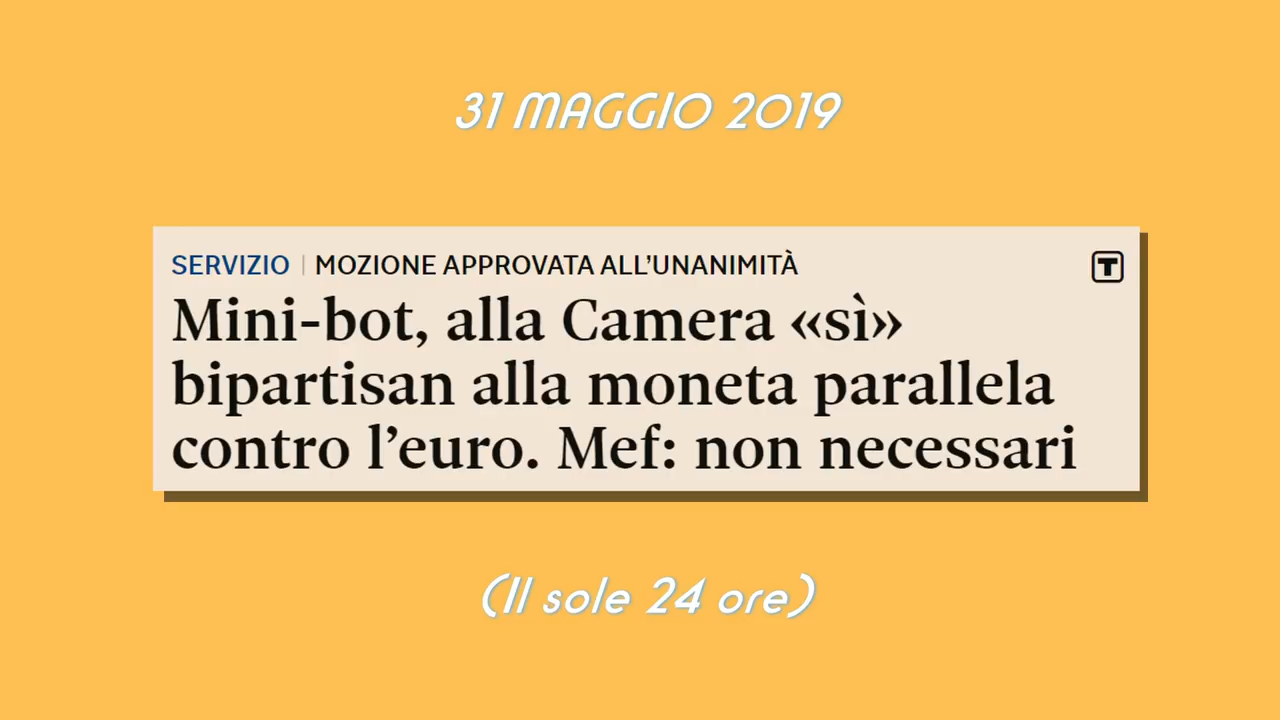 31 MAGGIO 2019
SERVIZIO | MOZIONE APPROVATA ALL’UNANIMITÀ
T
Mini-bot, alla Camera «sì»
bipartisan alla moneta parallela
contro l’euro. Mef: non necessari
(Il sole 24 ore)